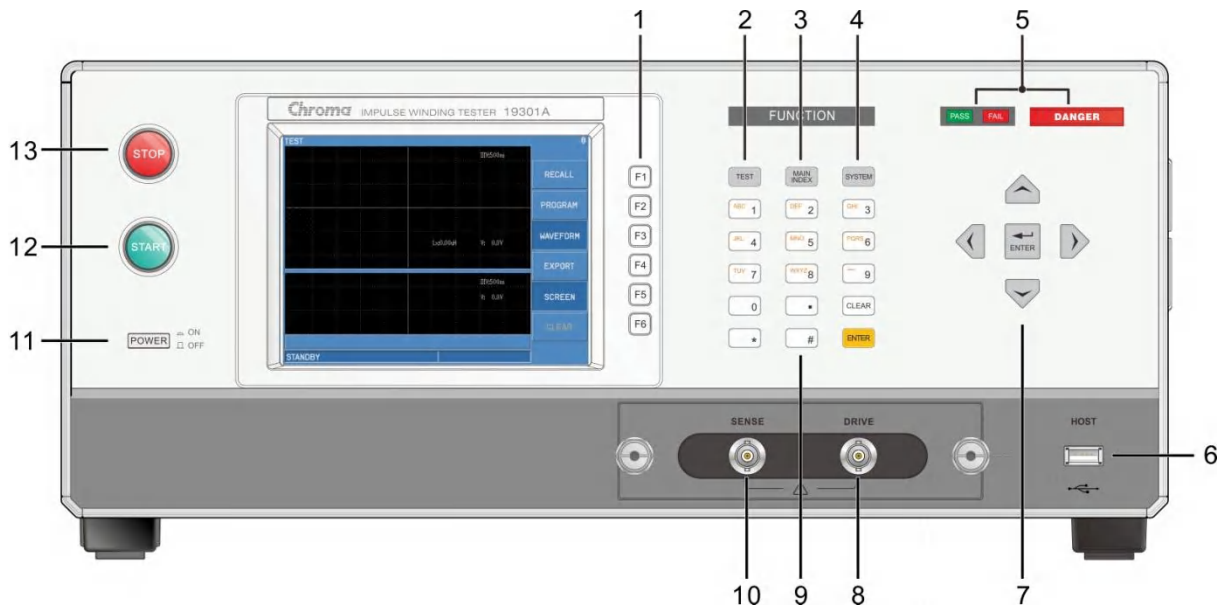 1 2 3 4 5
Chroma IMPULSE WINDING TESTER 19301A
FUNCTION
PASS FAIL DANGER
13 STOP
TEST
RECALL F1
PROGRAM F2
WAVEFORM F3
EXPORT F4
SCREEN F5
CLEAR F6
STANDBY
TEST MAIN INDEX SYSTEM
ABC 1 DEF 2 GHI 3
JKL 4 MNO 5 PQRS 6
TUV 7 WXYZ 8 9
0 • CLEAR
* # ENTER
ENTER
12 START
11 POWER ON
OFF
SENSE DRIVE HOST
6
10 9 8 7